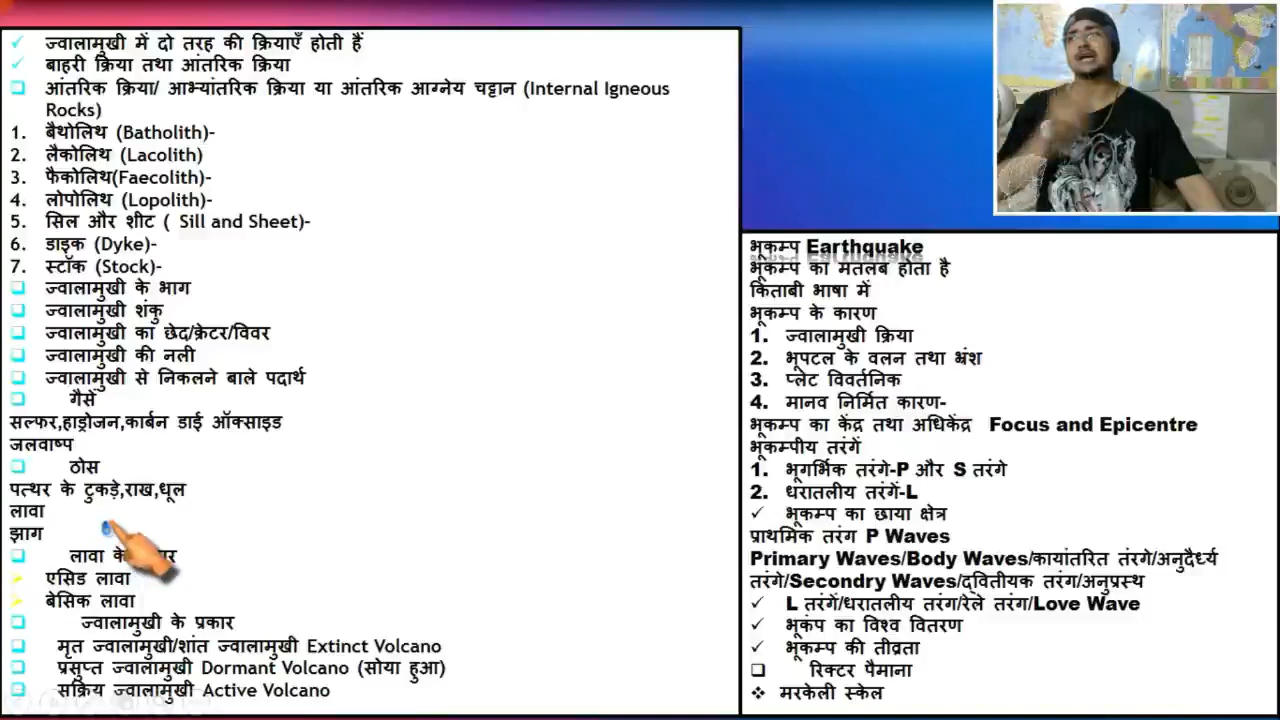 ज्वालामुखी में दो तरह की क्रियाएँ होती हैं
बाहरी क्रिया तथा आंतरिक क्रिया
आंतरिक क्रिया/ आभ्यांतरिक क्रिया या आंतरिक आग्नेय चट्टान (Internal Igneous
Rocks)
1. बैथोलिथ (Batholith)-
2. लैकोलिथ (Lacolith)
3. फैकोलिथ(Faecolith)-
4. लोपोलिथ (Lopolith)-
5. सिल और शीट ( Sill and Sheet)-
6. डाइक (Dyke)-
7. स्टॉक (Stock)-
ज्वालामुखी के भाग
ज्वालामुखी शंकु
ज्वालामुखी का छेद/क्रेटर/विवर
ज्वालामुखी की नली
ज्वालामुखी से निकलने बाले पदार्थ
गैसें
सल्फर,हाड्रोजन,कार्बन डाई ऑक्साइड
जलवाष्प
ठोस
पत्थर के टुकड़े,राख,धूल
लावा
झाग
लावा
एसिड लावा
बेसिक लावा
ज्वालामुखी के प्रकार
मृत ज्वालामुखी/शांत ज्वालामुखी Extinct Volcano
प्रसुप्त ज्वालामुखी Dormant Volcano (सोया हुआ)
सक्रिय ज्वालामुखी Active Volcano
भूकम्प Earthquake
भूकम्प का मतलब होता है
किताबी भाषा में
भूकम्प के कारण
1. ज्वालामुखी क्रिया
2. भूपटल के वलन तथा भ्रंश
3. प्लेट विवर्तनिक
4. मानव निर्मित कारण-
भूकम्प का केंद्र तथा अधिकेंद्र Focus and Epicentre
भूकम्पीय तरंगें
1. भूगर्भिक तरंगे-P और S तरंगे
2. धरातलीय तरंगें-L
भूकम्प का छाया क्षेत्र
प्राथमिक तरंग P Waves
Primary Waves/Body Waves/कायांतरित तंरगे/अनुदैर्ध्य
तरंगे/Secondry Waves/द्वितीयक तरंग/अनुप्रस्थ
L तरंगें/धरातलीय तरंग/रेले तरंग/Love Wave
भूकंप का विश्व वितरण
भूकम्प की तीव्रता
रिक्टर पैमाना
मरकेली स्केल